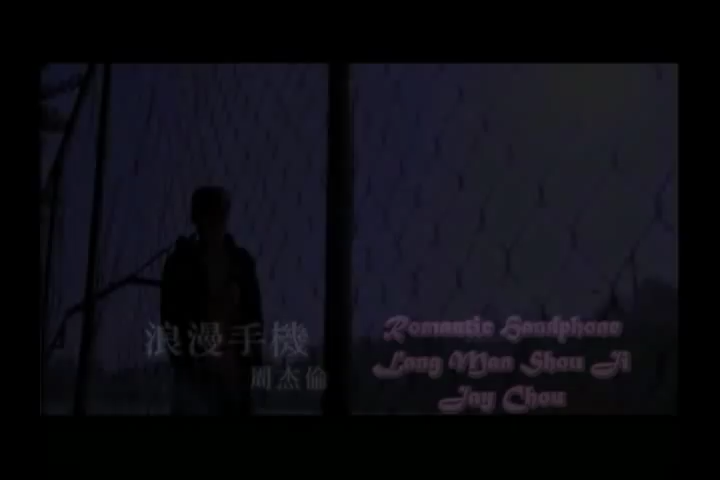 浪漫手機
周杰倫
Romantic Handphone
Lang Man Shou Ji
Jay Chou